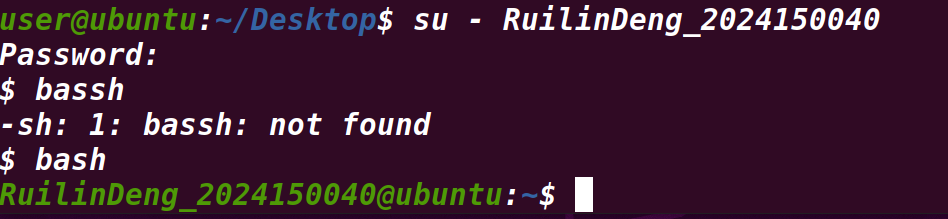 user@ubuntu:~/Desktop$ su - RuilinDeng_2024150040
Password:
$ bassh
-sh: 1: bassh: not found
$ bash
RuilinDeng_2024150040@ubuntu:~$